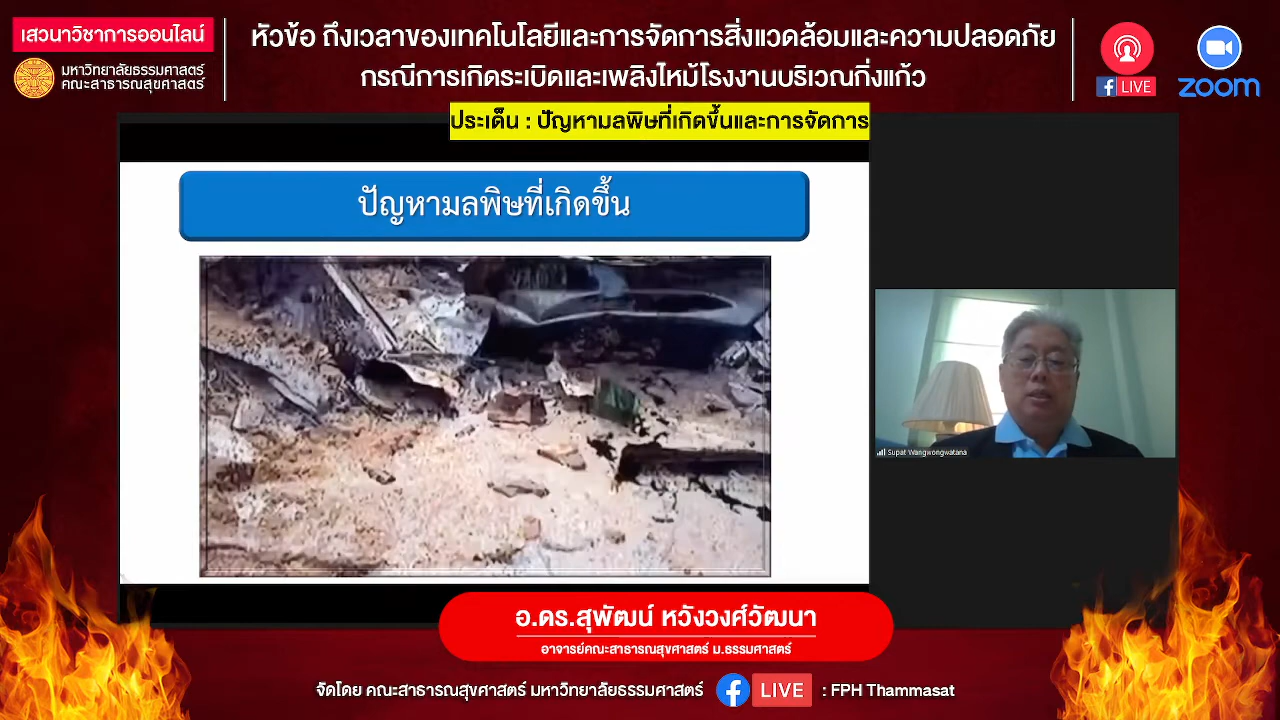 เสวนาวิชาการออนไลน์
มหาวิทยาลัยธรรมศาสตร์
คณะสาธารณสุขศาสตร์
หัวข้อ ถึงเวลาของเทคโนโลยีและการจัดการสิ่งแวดล้อมและความปลอดภัย
กรณีการเกิดระเบิดและเพลิงไหม้โรงงานบริเวณกิ่งแก้ว
LIVE
zoom
ประเด็น : ปัญหามลพิษที่เกิดขึ้นและการจัดการ
ปัญหามลพิษที่เกิดขึ้น
Supat Wangwongwatana
อ.ดร.สุพัฒน์ หวังวงศ์วัฒนา
อาจารย์คณะสาธารณสุขศาสตร์ ม.ธรรมศาสตร์
จัดโดย คณะสาธารณสุขศาสตร์ มหาวิทยาลัยธรรมศาสตร์ f LIVE : FPH Thammasat